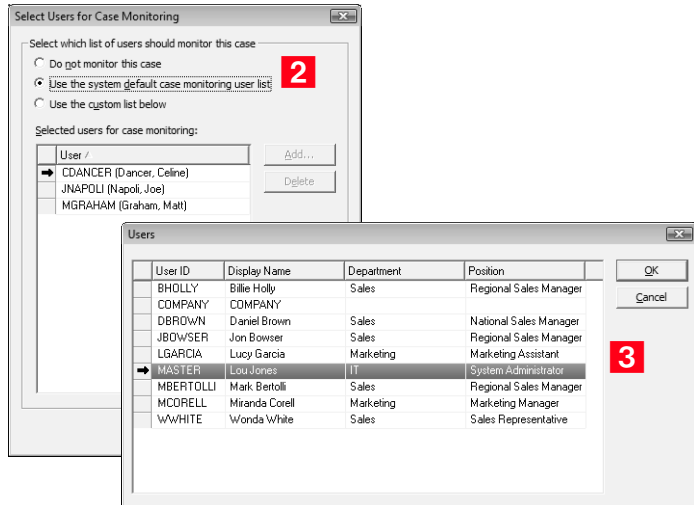 Select Users for Case Monitoring
Select which list of users should monitor this case
Do not monitor this case
Use the system default case monitoring user list
2
Use the custom list below
Selected users for case monitoring:
User
Add...
CDANCER (Dancer, Celine)
Delete
JNAPOLI (Napoli, Joe)
MGRAHAM (Graham, Matt)
Users
User ID Display Name Department Position
OK
BHOLLY Billie Holly Sales Regional Sales Manager
Cancel
COMPANY COMPANY
DBROWN Daniel Brown Sales National Sales Manager
JBOWSER Jon Bowser Sales Regional Sales Manager
LGARCIA Lucy Garcia Marketing Marketing Assistant
3
MASTER Lou Jones IT System Administrator
MBERTOLLI Mark Bertolli Sales Regional Sales Manager
MCORELL Miranda Corell Marketing Marketing Manager
WWHITE Wonda White Sales Sales Representative